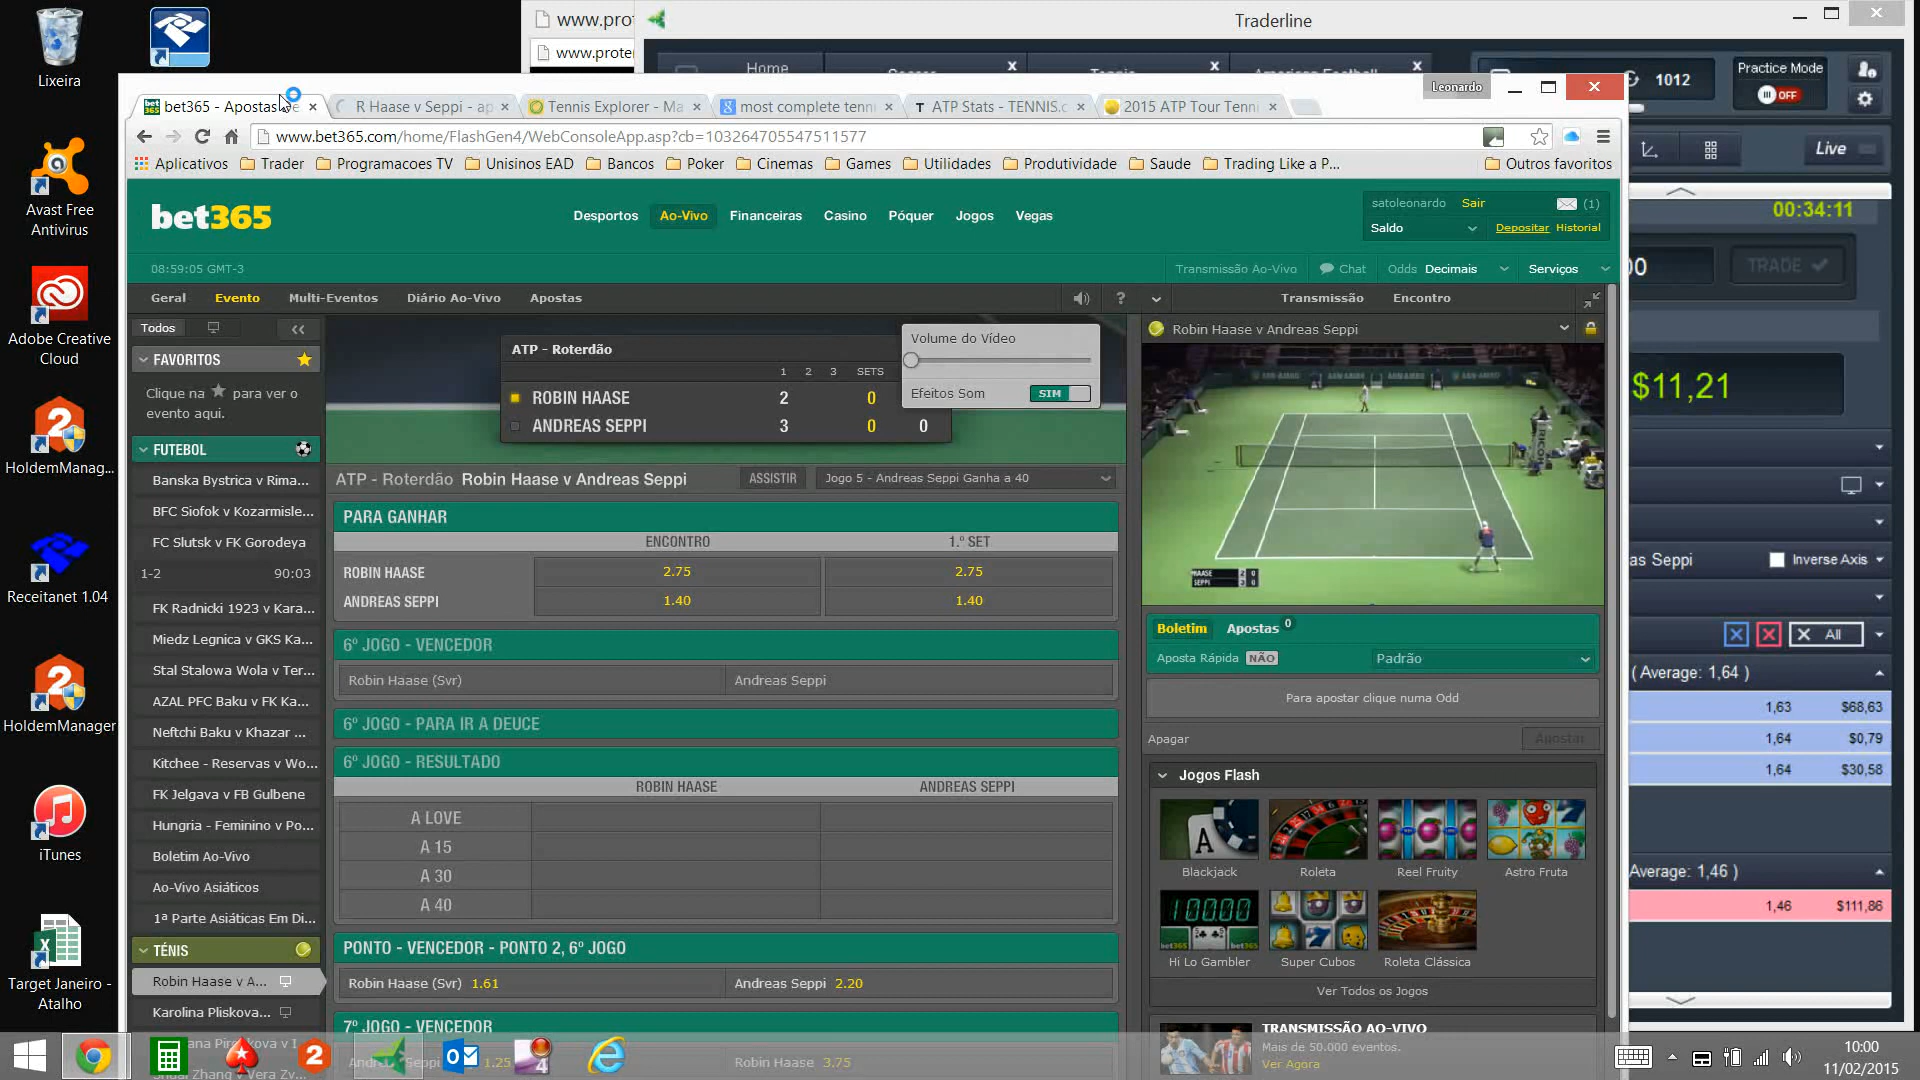 Lixeira
Avast Free
Antivirus
Adobe Creative
Cloud
HoldemManag...
Receitanet 1.04
HoldemManager
iTunes
Target Janeiro -
Atalho
Traderline
Home
Practice Mode
OFF
1012
Live
00:34:11
TRADE
$11,21
as Seppi
Inverse Axis
All
( Average: 1,64 )
1,63 $68,63
1,64 $0,79
1,64 $30,58
Average: 1,46 )
1,46 $111,86
Leonardo
bet365 - Apostas
R Haase v Seppi - ap
Tennis Explorer - Ma
most complete tenni
ATP Stats - TENNIS.c
2015 ATP Tour Tenni
www.bet365.com/home/FlashGen4/WebConsoleApp.asp?cb=103264705547511577
Aplicativos Trader Programacoes TV Unisinos EAD Bancos Poker Cinemas Games Utilidades Produtividade Saude Trading Like a P... Outros favoritos
bet365
Desportos Ao-Vivo Financeiras Casino Póquer Jogos Vegas
satoleonardo Sair (1)
Saldo Depositar Historial
08:59:05 GMT-3
Transmissão Ao-Vivo Chat Odds Decimais Serviços
Geral Evento Multi-Eventos Diário Ao-Vivo Apostas
? Transmissão Encontro
Todos
FAVORITOS
Clique na ★ para ver o
evento aqui.
FUTEBOL
Banska Bystrica v Rima...
BFC Siofok v Kozarmisle...
FC Slutsk v FK Gorodeya
1-2 90:03
FK Radnicki 1923 v Kara...
Miedz Legnica v GKS Ka...
Stal Stalowa Wola v Ter...
AZAL PFC Baku v FK Ka...
Neftchi Baku v Khazar ...
Kitchee - Reservas v Wo...
FK Jelgava v FB Gulbene
Hungria - Feminino v Po...
Boletim Ao-Vivo
Ao-Vivo Asiáticos
1ª Parte Asiáticas Em Di...
TÉNIS
Robin Haase v A...
Karolina Pliskova...
ATP - Roterdão
1 2 3 SETS
ROBIN HAASE 2 0
ANDREAS SEPPI 3 0 0
Volume do Vídeo
Efeitos Som SIM
ATP - Roterdão Robin Haase v Andreas Seppi
ASSISTIR
Jogo 5 - Andreas Seppi Ganha a 40
PARA GANHAR
ENCONTRO 1.º SET
ROBIN HAASE 2.75 2.75
ANDREAS SEPPI 1.40 1.40
6º JOGO - VENCEDOR
Robin Haase (Svr) Andreas Seppi
6º JOGO - PARA IR A DEUCE
6º JOGO - RESULTADO
ROBIN HAASE ANDREAS SEPPI
A LOVE
A 15
A 30
A 40
PONTO - VENCEDOR - PONTO 2, 6º JOGO
Robin Haase (Svr) 1.61 Andreas Seppi 2.20
7º JOGO - VENCEDOR
Seppi 1.25 Robin Haase 3.75
Robin Haase v Andreas Seppi
HAASE
SEPPI
Boletim Apostas 0
Aposta Rápida NÃO Padrão
Para apostar clique numa Odd
Apagar Apostar
Jogos Flash
Blackjack Roleta Reel Fruity Astro Fruta
Hi Lo Gambler Super Cubos Roleta Clássica
Ver Todos os Jogos
TRANSMISSÃO AO-VIVO
Mais de 50.000 eventos.
Ver Agora
10:00
11/02/2015